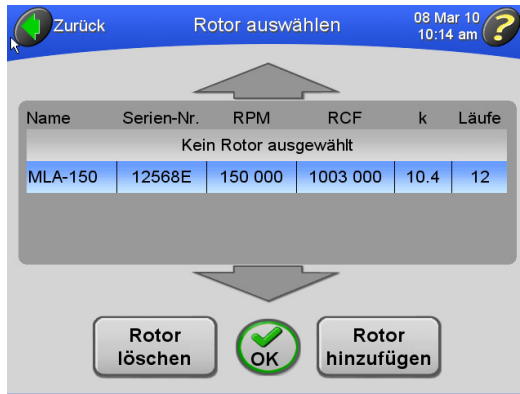 Zurück
Rotor auswählen
08 Mar 10
10:14 am
?
Name Serien-Nr. RPM RCF k Läufe
Kein Rotor ausgewählt
MLA-150 12568E 150 000 1003 000 10.4 12
Rotor
löschen
OK
Rotor
hinzufügen